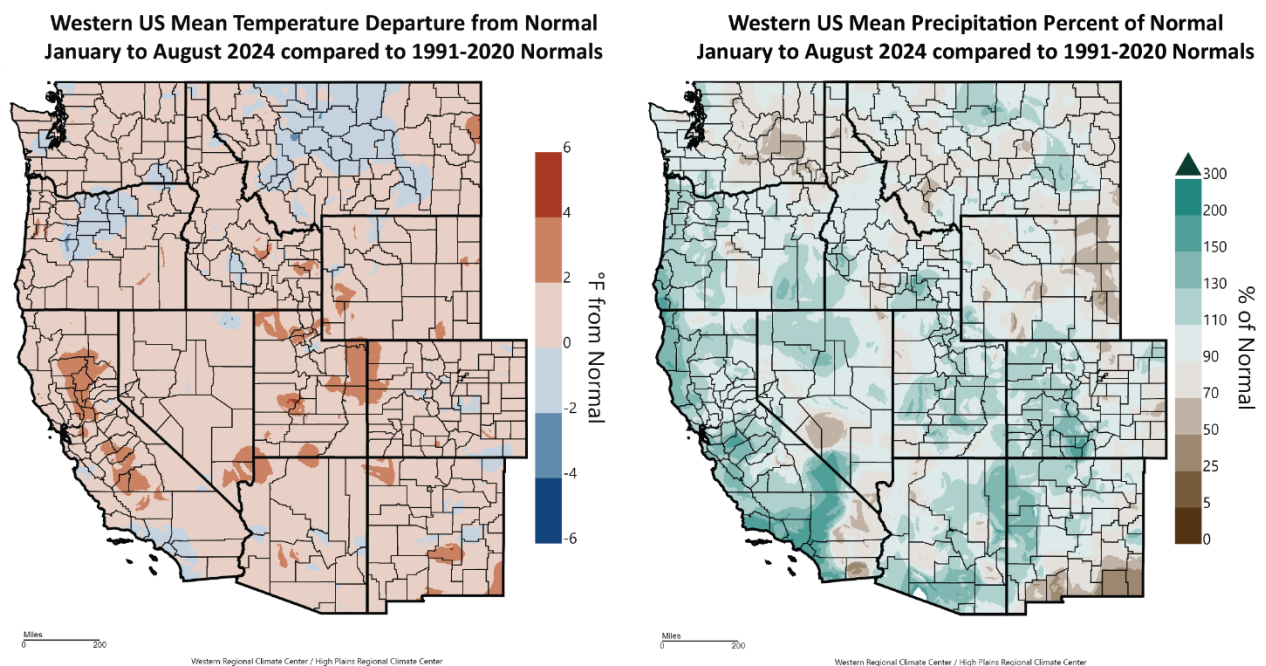 Western US Mean Temperature Departure from Normal
January to August 2024 compared to 1991-2020 Normals
6
4
2
0
-2
-4
-6
°F from Normal
Miles
0 200
Western Regional Climate Center / High Plains Regional Climate Center
Western US Mean Precipitation Percent of Normal
January to August 2024 compared to 1991-2020 Normals
300
200
150
130
110
90
70
50
25
5
0
% of Normal
Miles
0 200
Western Regional Climate Center / High Plains Regional Climate Center